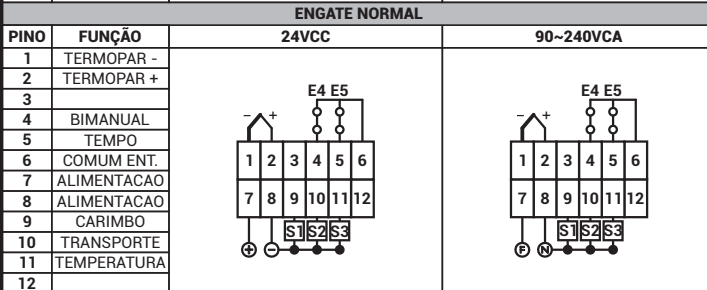 ENGATE NORMAL
PINO FUNÇÃO 24VCC 90~240VCA
1 TERMOPAR -
2 TERMOPAR +
3
4 BIMANUAL
5 TEMPO
6 COMUM ENT.
7 ALIMENTACAO
8 ALIMENTACAO
9 CARIMBO
10 TRANSPORTE
11 TEMPERATURA
12
E4 E5
- +
1 2 3 4 5 6
7 8 9 10 11 12
S1 S2 S3
+ -
E4 E5
- +
1 2 3 4 5 6
7 8 9 10 11 12
S1 S2 S3
F N